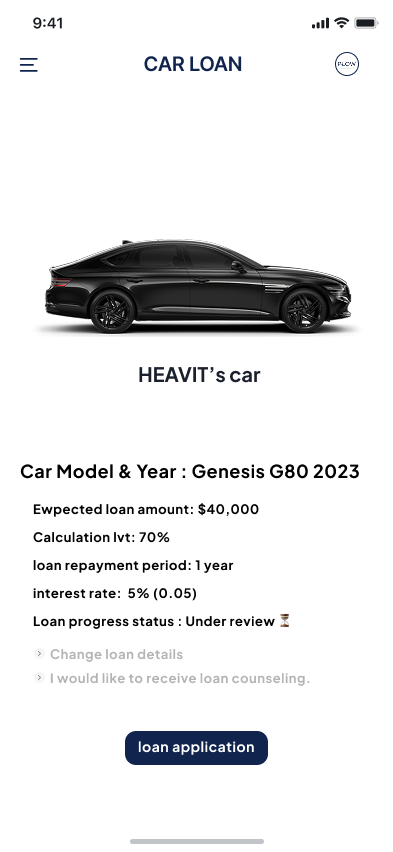 9:41
CAR LOAN
PLOW
HEAVIT’s car
Car Model & Year : Genesis G80 2023
Ewpected loan amount: $40,000
Calculation lvt: 70%
loan repayment period: 1 year
interest rate:  5% (0.05)
Loan progress status : Under review ⏳
Change loan details
I would like to receive loan counseling.
loan application